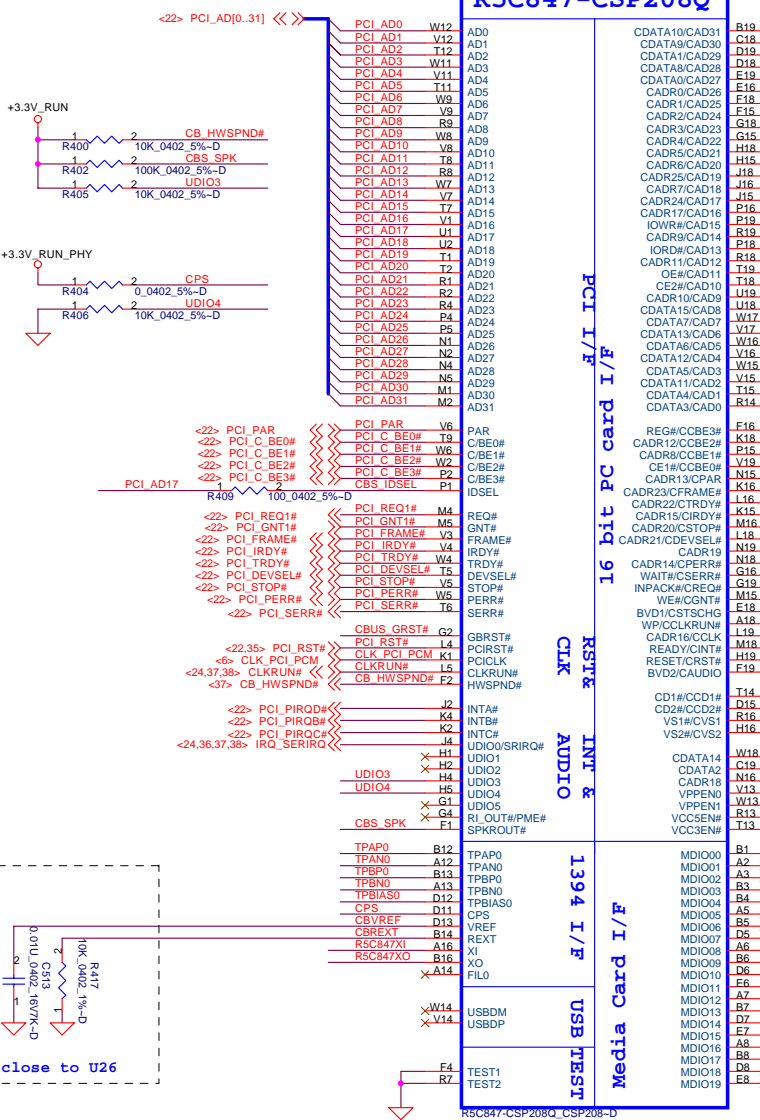 R5C847-CSP208Q
<22> PCI_AD[0..31]
PCI_AD0 W12 AD0 CDATA10/CAD31 B19
PCI_AD1 V12 AD1 CDATA9/CAD30 C18
PCI_AD2 T12 AD2 CDATA1/CAD29 D19
PCI_AD3 W11 AD3 CDATA8/CAD28 D18
PCI_AD4 V11 AD4 CDATA0/CAD27 E19
PCI_AD5 T11 AD5 CADR0/CAD26 E16
PCI_AD6 W9 AD6 CADR1/CAD25 F18
PCI_AD7 V9 AD7 CADR2/CAD24 F15
PCI_AD8 R9 AD8 CADR3/CAD23 G18
PCI_AD9 W8 AD9 CADR4/CAD22 G15
PCI_AD10 V8 AD10 CADR5/CAD21 H18
PCI_AD11 T8 AD11 CADR6/CAD20 H15
PCI_AD12 R8 AD12 CADR25/CAD19 J18
PCI_AD13 W7 AD13 CADR7/CAD18 J16
PCI_AD14 V7 AD14 CADR24/CAD17 J15
PCI_AD15 T7 AD15 CADR17/CAD16 P16
PCI_AD16 V1 AD16 IOWR#/CAD15 P19
PCI_AD17 U1 AD17 CADR9/CAD14 R19
PCI_AD18 U2 AD18 IORD#/CAD13 P18
PCI_AD19 T1 AD19 CADR11/CAD12 R18
PCI_AD20 T2 AD20 OE#/CAD11 T19
PCI_AD21 R1 AD21 CE2#/CAD10 T18
PCI_AD22 R2 AD22 CADR10/CAD9 U19
PCI_AD23 R4 AD23 CDATA15/CAD8 U18
PCI_AD24 P4 AD24 CDATA7/CAD7 W17
PCI_AD25 P5 AD25 CDATA13/CAD6 V17
PCI_AD26 N1 AD26 CDATA6/CAD5 W16
PCI_AD27 N2 AD27 CDATA12/CAD4 V16
PCI_AD28 N4 AD28 CDATA5/CAD3 W15
PCI_AD29 N5 AD29 CDATA11/CAD2 V15
PCI_AD30 M1 AD30 CDATA4/CAD1 T15
PCI_AD31 M2 AD31 CDATA3/CAD0 R14
+3.3V_RUN
R400 1 2 10K_0402_5%~D CB_HWSPND#
R402 1 2 100K_0402_5%~D CBS_SPK
R405 1 2 10K_0402_5%~D UDIO3
+3.3V_RUN_PHY
R404 1 2 0_0402_5%~D CPS
R406 1 2 10K_0402_5%~D UDIO4
PCI I/F
16 bit PC card I/F
<22> PCI_PAR PCI_PAR V6 PAR REG#/CCBE3# F16
<22> PCI_C_BE0# PCI_C_BE0# T9 C/BE0# CADR12/CCBE2# K18
<22> PCI_C_BE1# PCI_C_BE1# W6 C/BE1# CADR8/CCBE1# P15
<22> PCI_C_BE2# PCI_C_BE2# W2 C/BE2# CE1#/CCBE0# V19
<22> PCI_C_BE3# PCI_C_BE3# P2 C/BE3# CADR13/CPAR N15
PCI_AD17 R409 1 2 100_0402_5%~D CBS_IDSEL P1 IDSEL CADR23/CFRAME# K16
CADR22/CTRDY# L16
<22> PCI_REQ1# PCI_REQ1# M4 REQ# CADR15/CIRDY# K15
<22> PCI_GNT1# PCI_GNT1# M5 GNT# CADR20/CSTOP# M16
<22> PCI_FRAME# PCI_FRAME# V3 FRAME# CADR21/CDEVSEL# L18
<22> PCI_IRDY# PCI_IRDY# V4 IRDY# CADR19 N19
<22> PCI_TRDY# PCI_TRDY# W4 TRDY# CADR14/CPERR# N18
<22> PCI_DEVSEL# PCI_DEVSEL# T5 DEVSEL# WAIT#/CSERR# G16
<22> PCI_STOP# PCI_STOP# V5 STOP# INPACK#/CREQ# G19
<22> PCI_PERR# PCI_PERR# W5 PERR# WE#/CGNT# M15
<22> PCI_SERR# PCI_SERR# T6 SERR# BVD1/CSTSCHG E18
WP/CCLKRUN# A18
CBUS_GRST# G2 GBRST# CADR16/CCLK L19
<22,35> PCI_RST# PCI_RST# L4 PCIRST# READY/CINT# M18
<6> CLK_PCI_PCM CLK_PCI_PCM K1 PCICLK RESET/CRST# H19
<24,37,38> CLKRUN# CLKRUN# L5 CLKRUN# BVD2/CAUDIO F19
<37> CB_HWSPND# CB_HWSPND# F2 HWSPND#
RST& CLK
CD1#/CCD1# T14
<22> PCI_PIRQD# J2 INTA# CD2#/CCD2# D15
<22> PCI_PIRQB# K4 INTB# VS1#/CVS1 R16
<22> PCI_PIRQC# K2 INTC# VS2#/CVS2 H16
<24,36,37,38> IRQ_SERIRQ J4 UDIO0/SRIRQ#
H1 UDIO1 CDATA14 W18
H2 UDIO2 CDATA2 C19
UDIO3 H4 UDIO3 CADR18 N16
UDIO4 H5 UDIO4 VPPEN0 V13
G1 UDIO5 VPPEN1 W13
G4 RI_OUT#/PME# VCC5EN# R13
CBS_SPK F1 SPKROUT# VCC3EN# T13
INT & AUDIO
TPAP0 B12 TPAP0 MDIO00 B1
TPAN0 A12 TPAN0 MDIO01 A2
TPBP0 B13 TPBP0 MDIO02 A3
TPBN0 A13 TPBN0 MDIO03 B3
TPBIAS0 D12 TPBIAS0 MDIO04 B4
CPS D11 CPS MDIO05 A5
CBVREF D13 VREF MDIO06 B5
CBREXT B14 REXT MDIO07 D5
R5C847XI A16 XI MDIO08 A6
R5C847XO B16 XO MDIO09 B6
A14 FIL0 MDIO10 D6
MDIO11 E6
MDIO12 A7
W14 USBDM MDIO13 B7
V14 USBDP MDIO14 D7
MDIO15 E7
MDIO16 A8
MDIO17 B8
F4 TEST1 MDIO18 D8
R7 TEST2 MDIO19 E8
1394 I/F
USB
TEST
Media Card I/F
2 1 0.01U_0402_16V7K~D C513
2 1 R417 10K_0402_1%~D
close to U26
R5C847-CSP208Q_CSP208~D